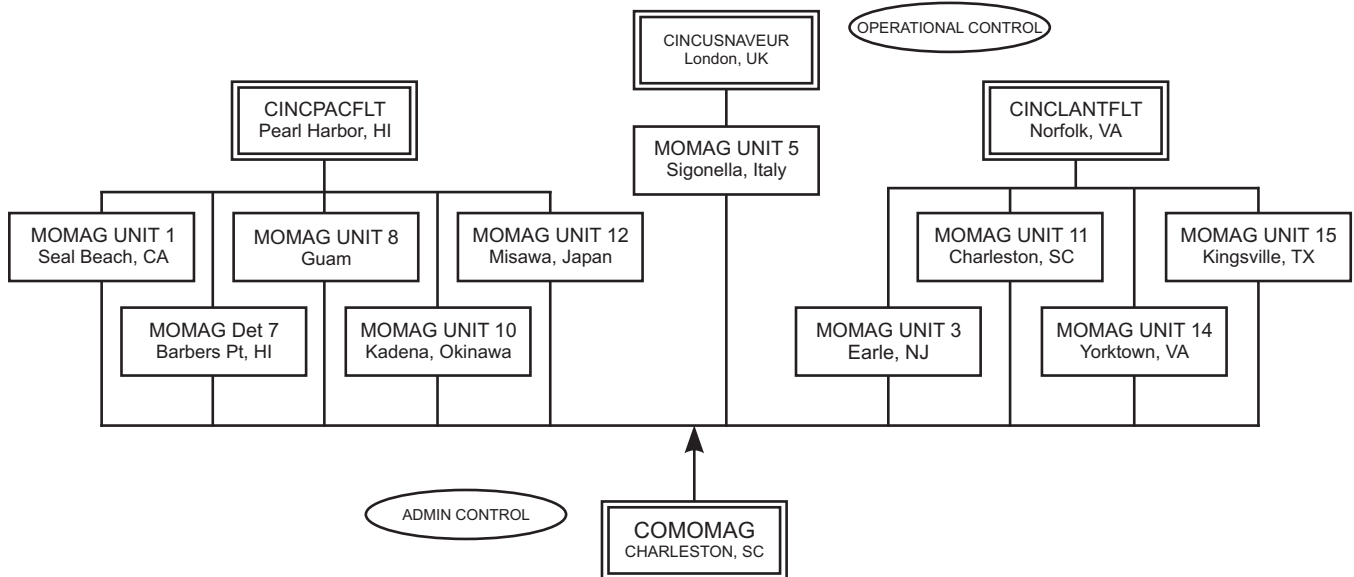 CINCUSNAVEUR
London, UK
OPERATIONAL CONTROL
CINCPACFLT
Pearl Harbor, HI
CINCLANTFLT
Norfolk, VA
MOMAG UNIT 5
Sigonella, Italy
MOMAG UNIT 1
Seal Beach, CA
MOMAG UNIT 8
Guam
MOMAG UNIT 12
Misawa, Japan
MOMAG UNIT 11
Charleston, SC
MOMAG UNIT 15
Kingsville, TX
MOMAG Det 7
Barbers Pt, HI
MOMAG UNIT 10
Kadena, Okinawa
MOMAG UNIT 3
Earle, NJ
MOMAG UNIT 14
Yorktown, VA
ADMIN CONTROL
COMOMAG
CHARLESTON, SC